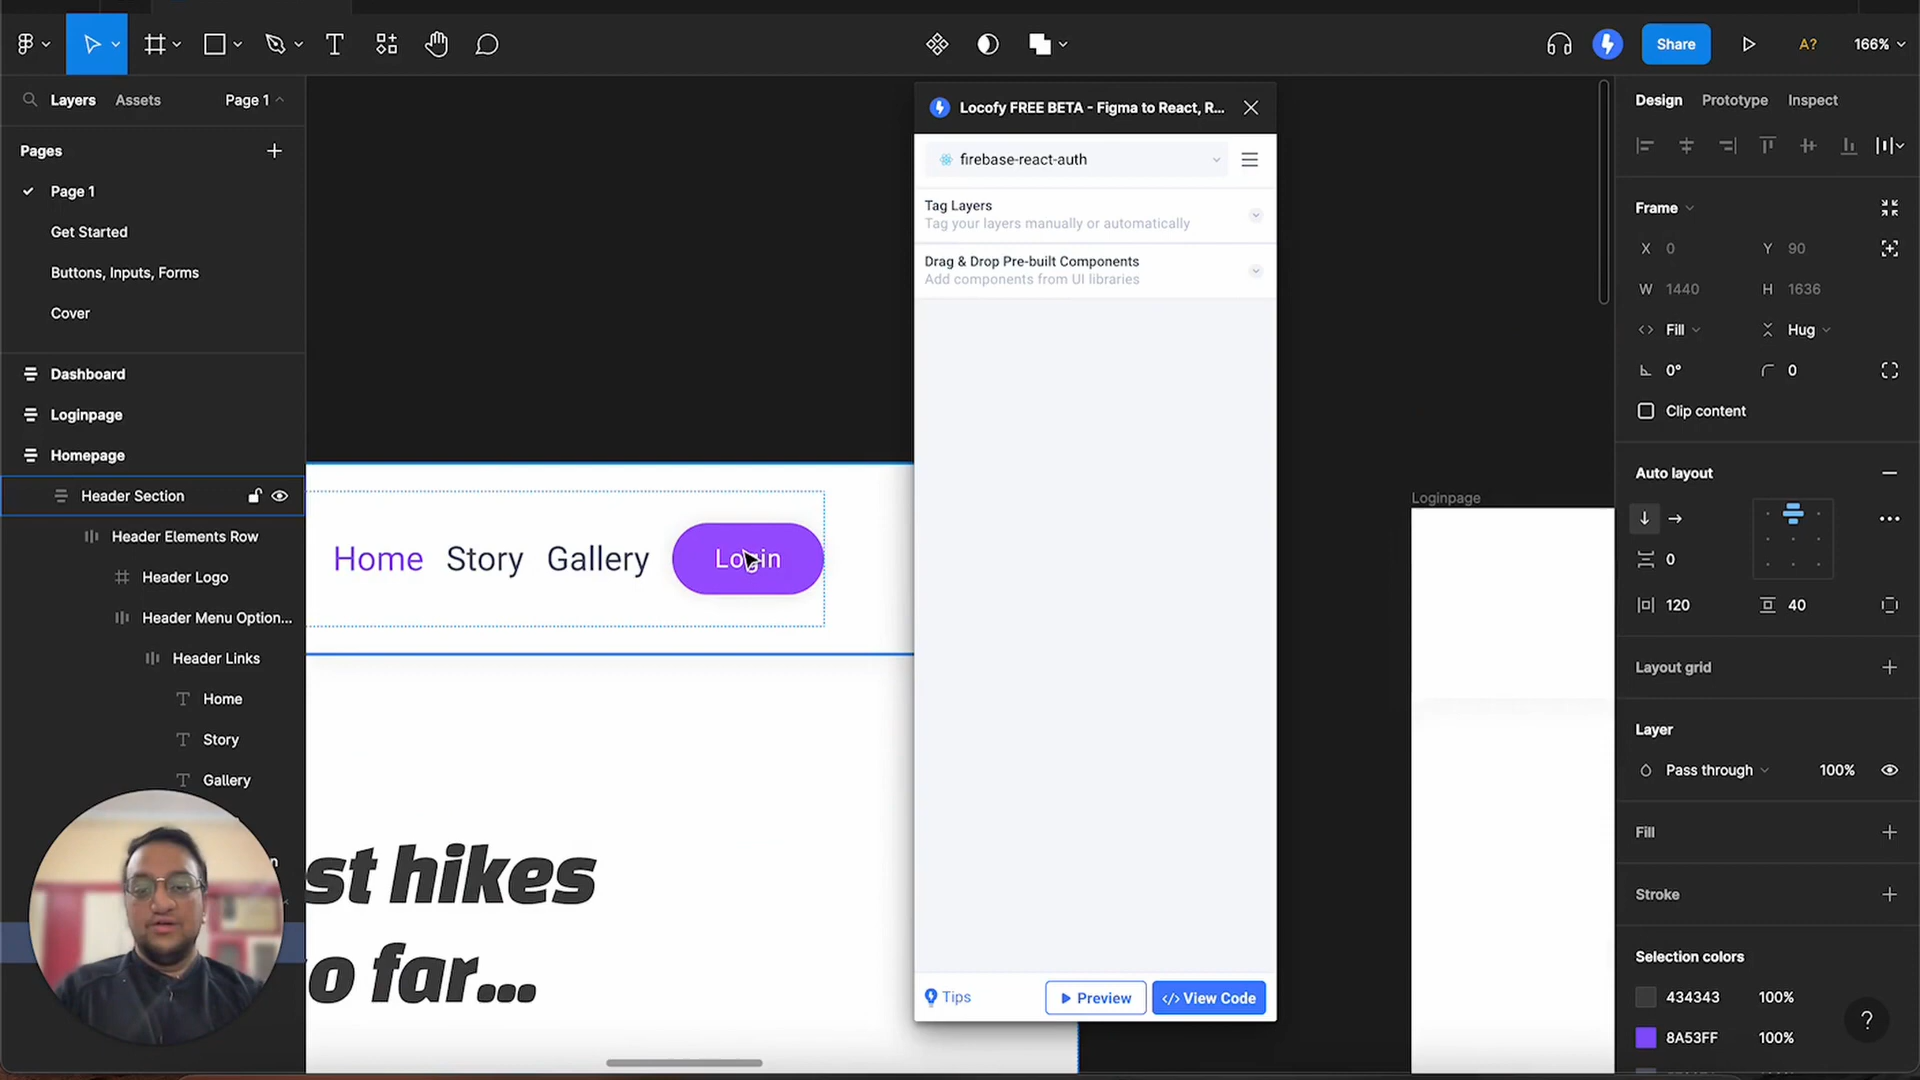 Share
A?
166%
Layers
Assets
Page 1
Pages
Page 1
Get Started
Buttons, Inputs, Forms
Cover
Dashboard
Loginpage
Homepage
Header Section
Header Elements Row
Header Logo
Header Menu Option...
Header Links
Home
Story
Gallery
Home Story Gallery Login
st hikes
o far...
Locofy FREE BETA - Figma to React, R...
firebase-react-auth
Tag Layers
Tag your layers manually or automatically
Drag & Drop Pre-built Components
Add components from UI libraries
Tips
Preview
</> View Code
Loginpage
Design Prototype Inspect
Frame
X 0 Y 90
W 1440 H 1636
Fill Hug
0° 0
Clip content
Auto layout
0
120 40
Layout grid
Layer
Pass through 100%
Fill
Stroke
Selection colors
434343 100%
8A53FF 100%
?